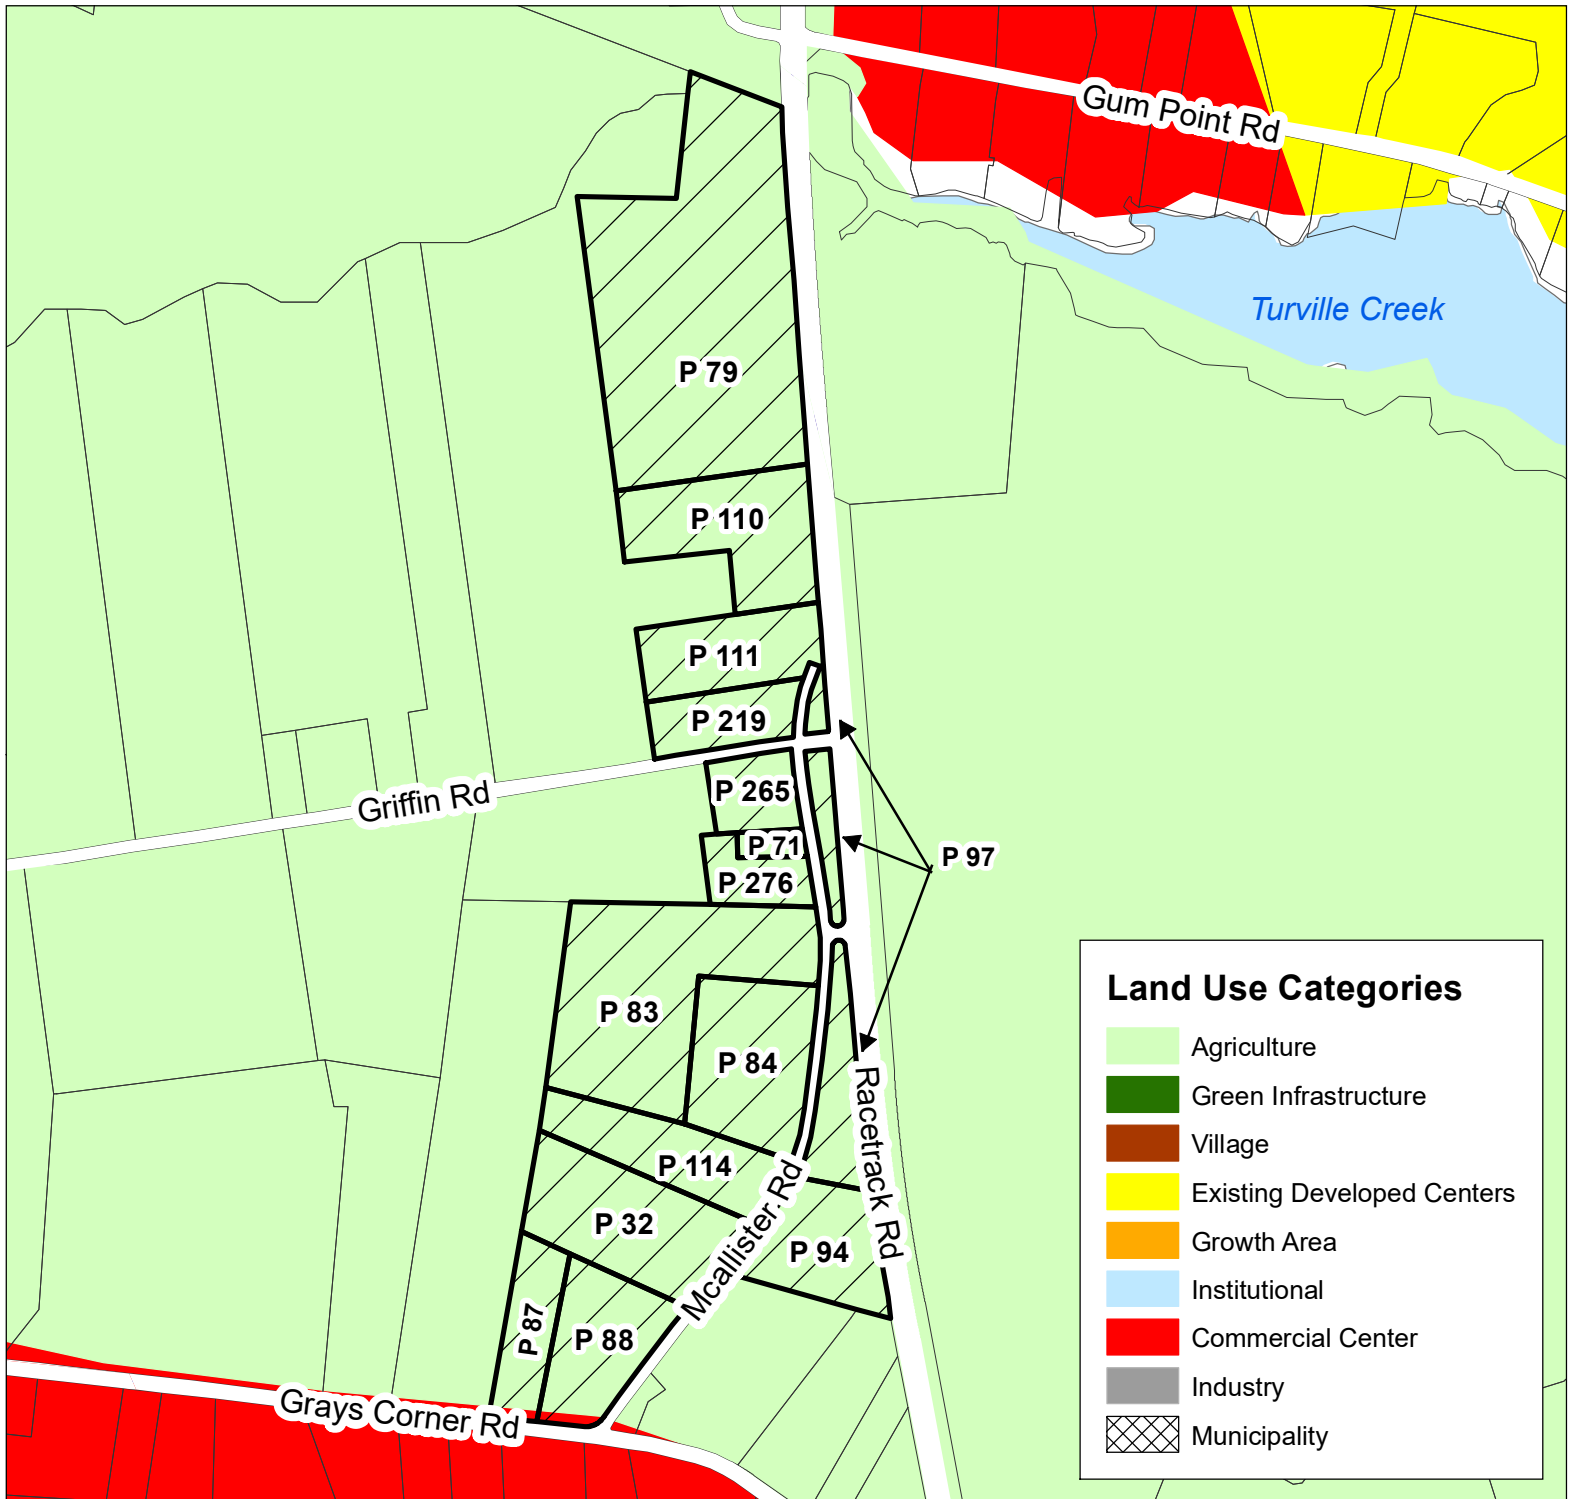 Gum Point Rd
Turville Creek
P 79
P 110
P 111
P 219
Griffin Rd
P 265
P 71
P 276
P 97
P 83
P 84
P 114
P 32
P 94
P 87
P 88
Racetrack Rd
Mcallister Rd
Grays Corner Rd
Land Use Categories
Agriculture
Green Infrastructure
Village
Existing Developed Centers
Growth Area
Institutional
Commercial Center
Industry
Municipality